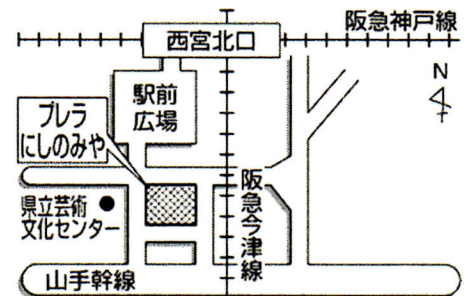 阪急神戸線
西宮北口
N
駅前
広場
プレラ
にしのみや
阪急今津線
県立芸術
文化センター
山手幹線